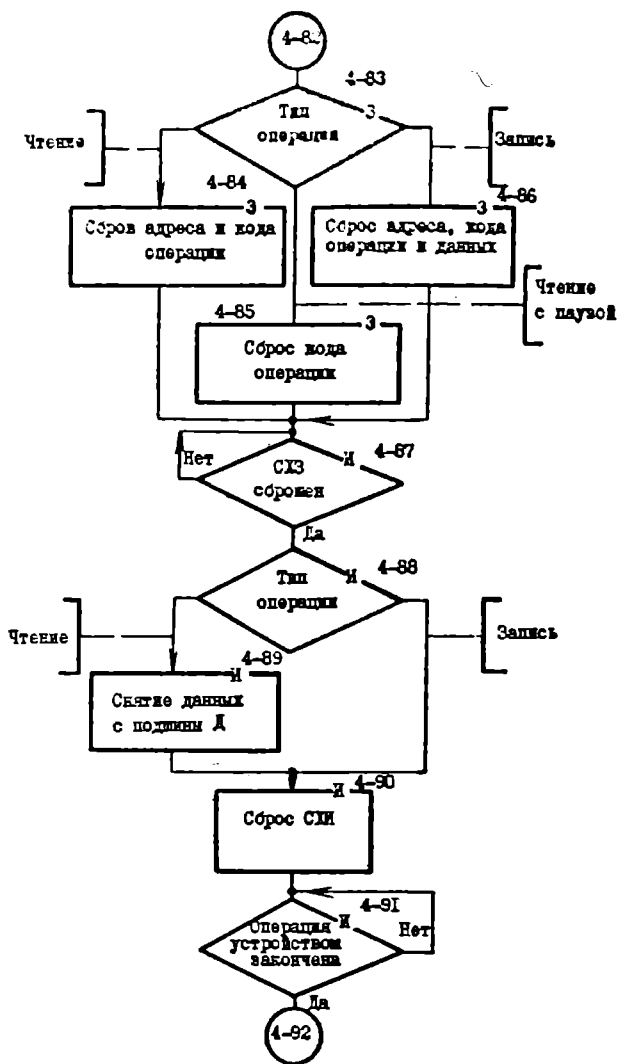 4-82
4-83
Тип З
операции
Чтение
Запись
4-84
З
Сброс адреса и кода
операции
4-86
З
Сброс адреса, кода
операции и данных
Чтение
с паузой
4-85
З
Сброс кода
операции
Нет
И 4-87
СХЗ
сброшен
Да
И 4-88
Тип
операции
Чтение
Запись
4-89
И
Снятие данных
с подшины Д
И 4-90
Сброс СХИ
4-91
Операция И
устройством
закончена
Нет
Да
4-92